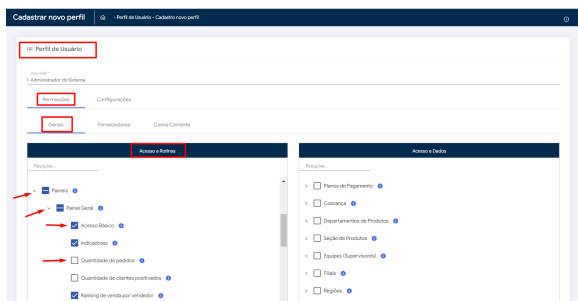 Cadastrar novo perfil - Perfil de Usuário - Cadastro novo perfil
Perfil de Usuário
Descrição *
1 Administrador do Sistema
Permissões Configurações
Gerais Fornecedores Conta Corrente
Acesso a Rotinas
Pesquise...
Painéis
Painel Geral
Acesso Básico
Indicadores
Quantidade de pedidos
Quantidade de clientes positivados
Ranking de venda por vendedor
Acesso a Dados
Pesquise...
Planos de Pagamento
Cobrança
Departamentos de Produtos
Seção de Produtos
Equipes (Supervisores)
Filiais
Regiões